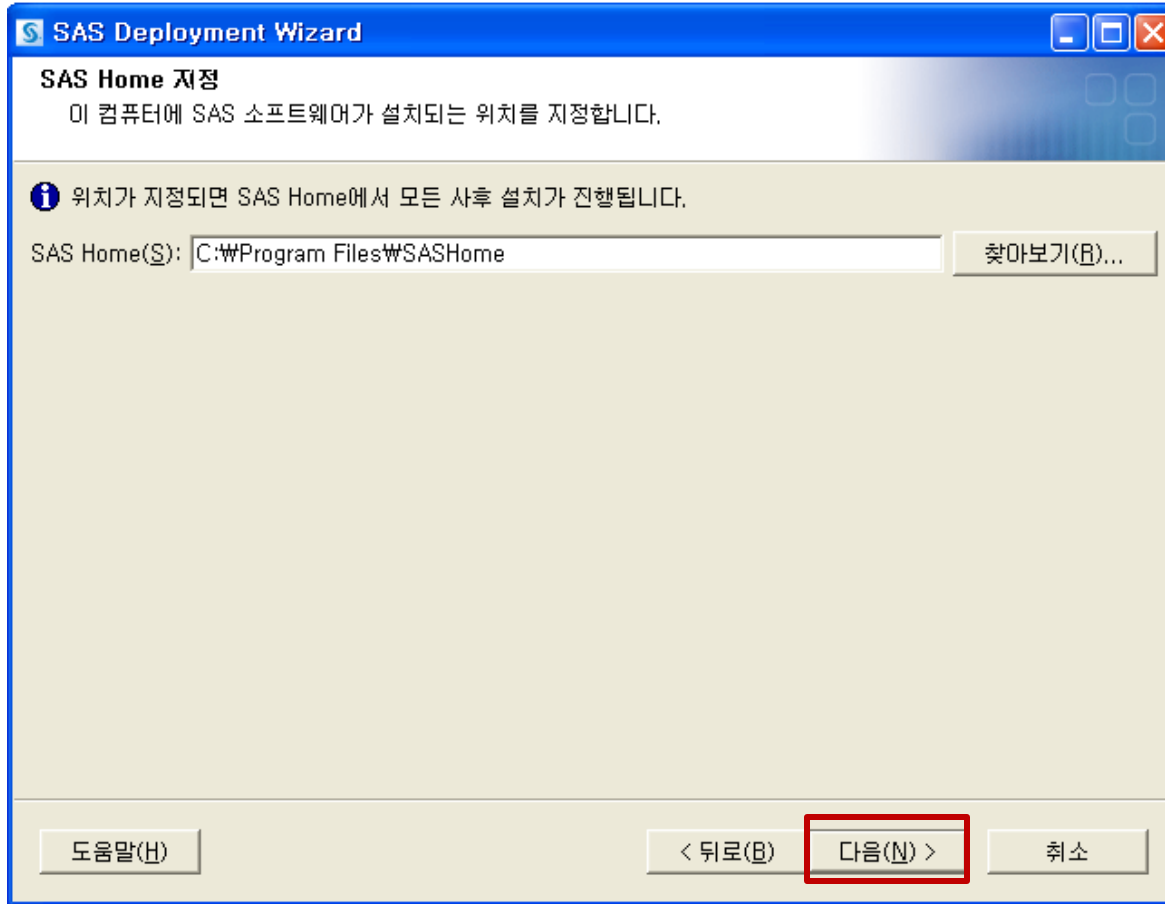 SAS Deployment Wizard
SAS Home 지정
이 컴퓨터에 SAS 소프트웨어가 설치되는 위치를 지정합니다.
위치가 지정되면 SAS Home에서 모든 사후 설치가 진행됩니다.
SAS Home(S): C:₩Program Files₩SASHome 찾아보기(R)...
도움말(H) < 뒤로(B) 다음(N) > 취소